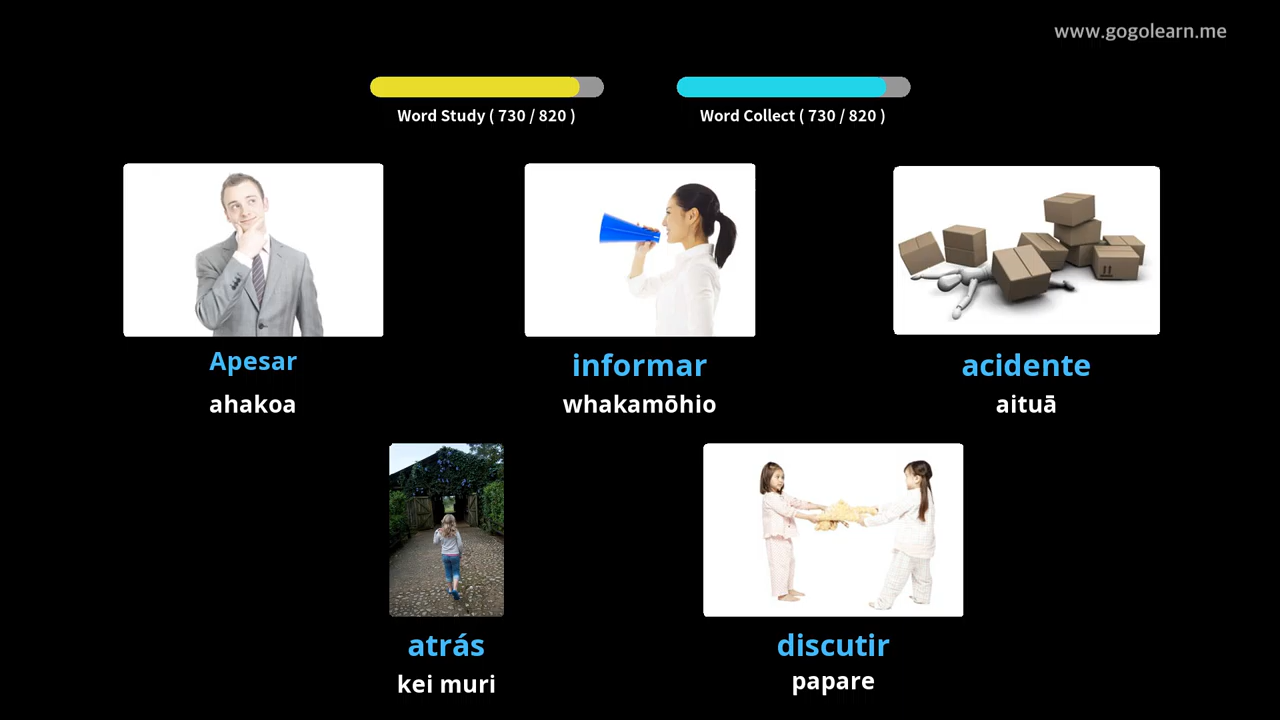 www.gogolearn.me
Word Study ( 730 / 820 )
Word Collect ( 730 / 820 )
Apesar
ahakoa
informar
whakamōhio
acidente
aituā
atrás
kei muri
discutir
papare